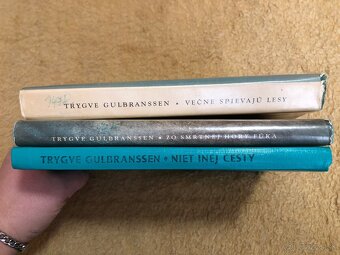 TRYGVE GULBRANSSEN • VEČNE SPIEVAJÚ LESY
TRYGVE GULBRANSSEN • ZO SMRTNEJ HORY FÚKA
TRYGVE GULBRANSSEN • NIET INEJ CESTY